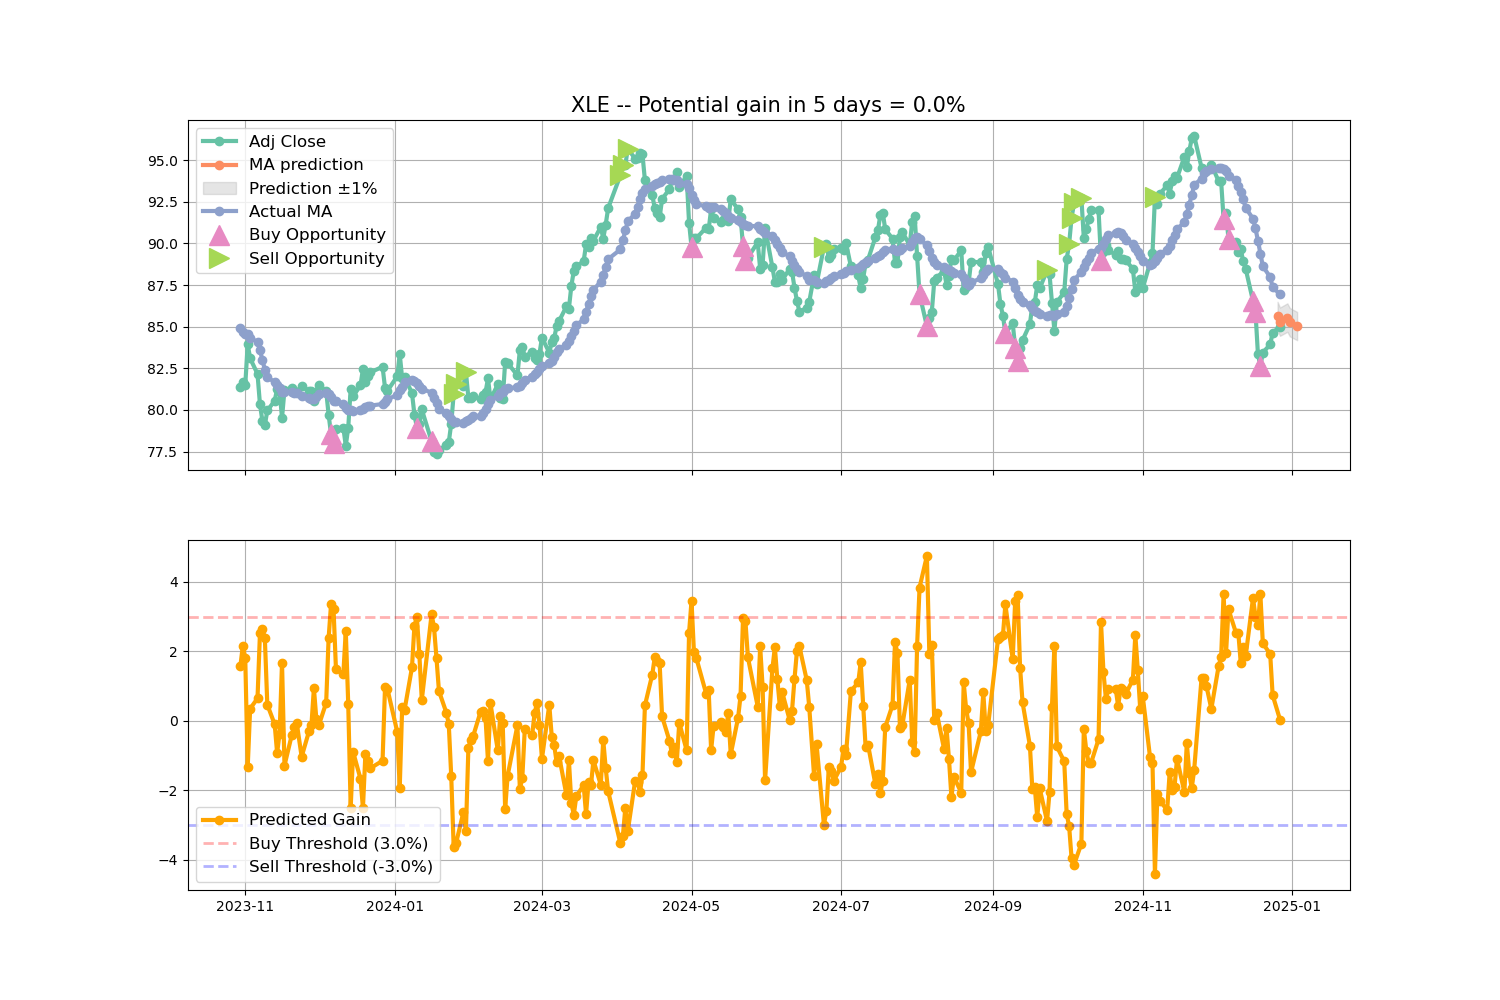 XLE -- Potential gain in 5 days = 0.0%
95.0
92.5
90.0
87.5
85.0
82.5
80.0
77.5
Adj Close
MA prediction
Prediction ±1%
Actual MA
Buy Opportunity
Sell Opportunity
4
2
0
−2
−4
Predicted Gain
Buy Threshold (3.0%)
Sell Threshold (-3.0%)
2023-11 2024-01 2024-03 2024-05 2024-07 2024-09 2024-11 2025-01